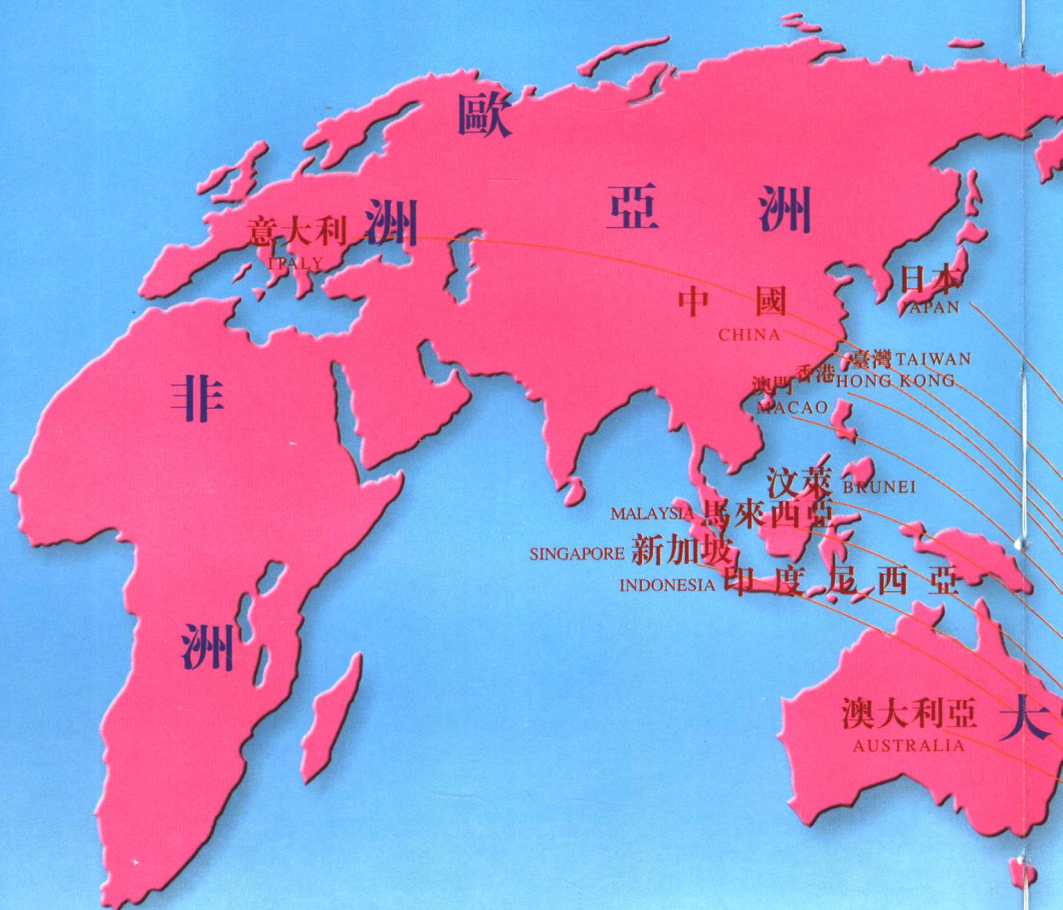 歐洲
亞洲
意大利
ITALY
中國
CHINA
日本
JAPAN
臺灣 TAIWAN
香港 HONG KONG
澳門
MACAO
非洲
汶萊 BRUNEI
MALAYSIA 馬來西亞
SINGAPORE 新加坡
INDONESIA 印度尼西亞
澳大利亞
AUSTRALIA
大